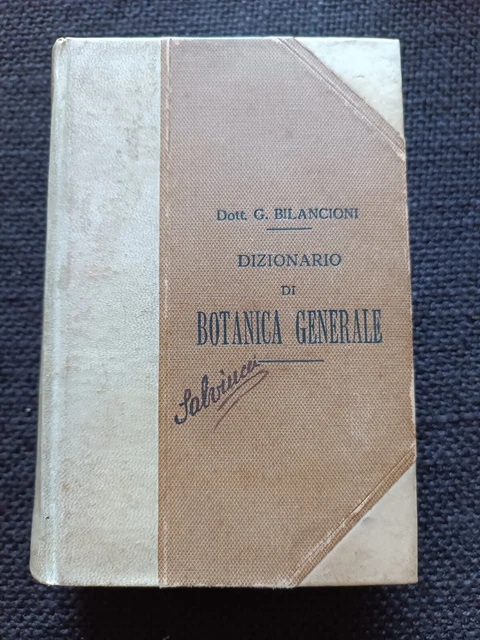 Dott. G. BILANCIONI
DIZIONARIO
DI
BOTANICA GENERALE
Salviucci